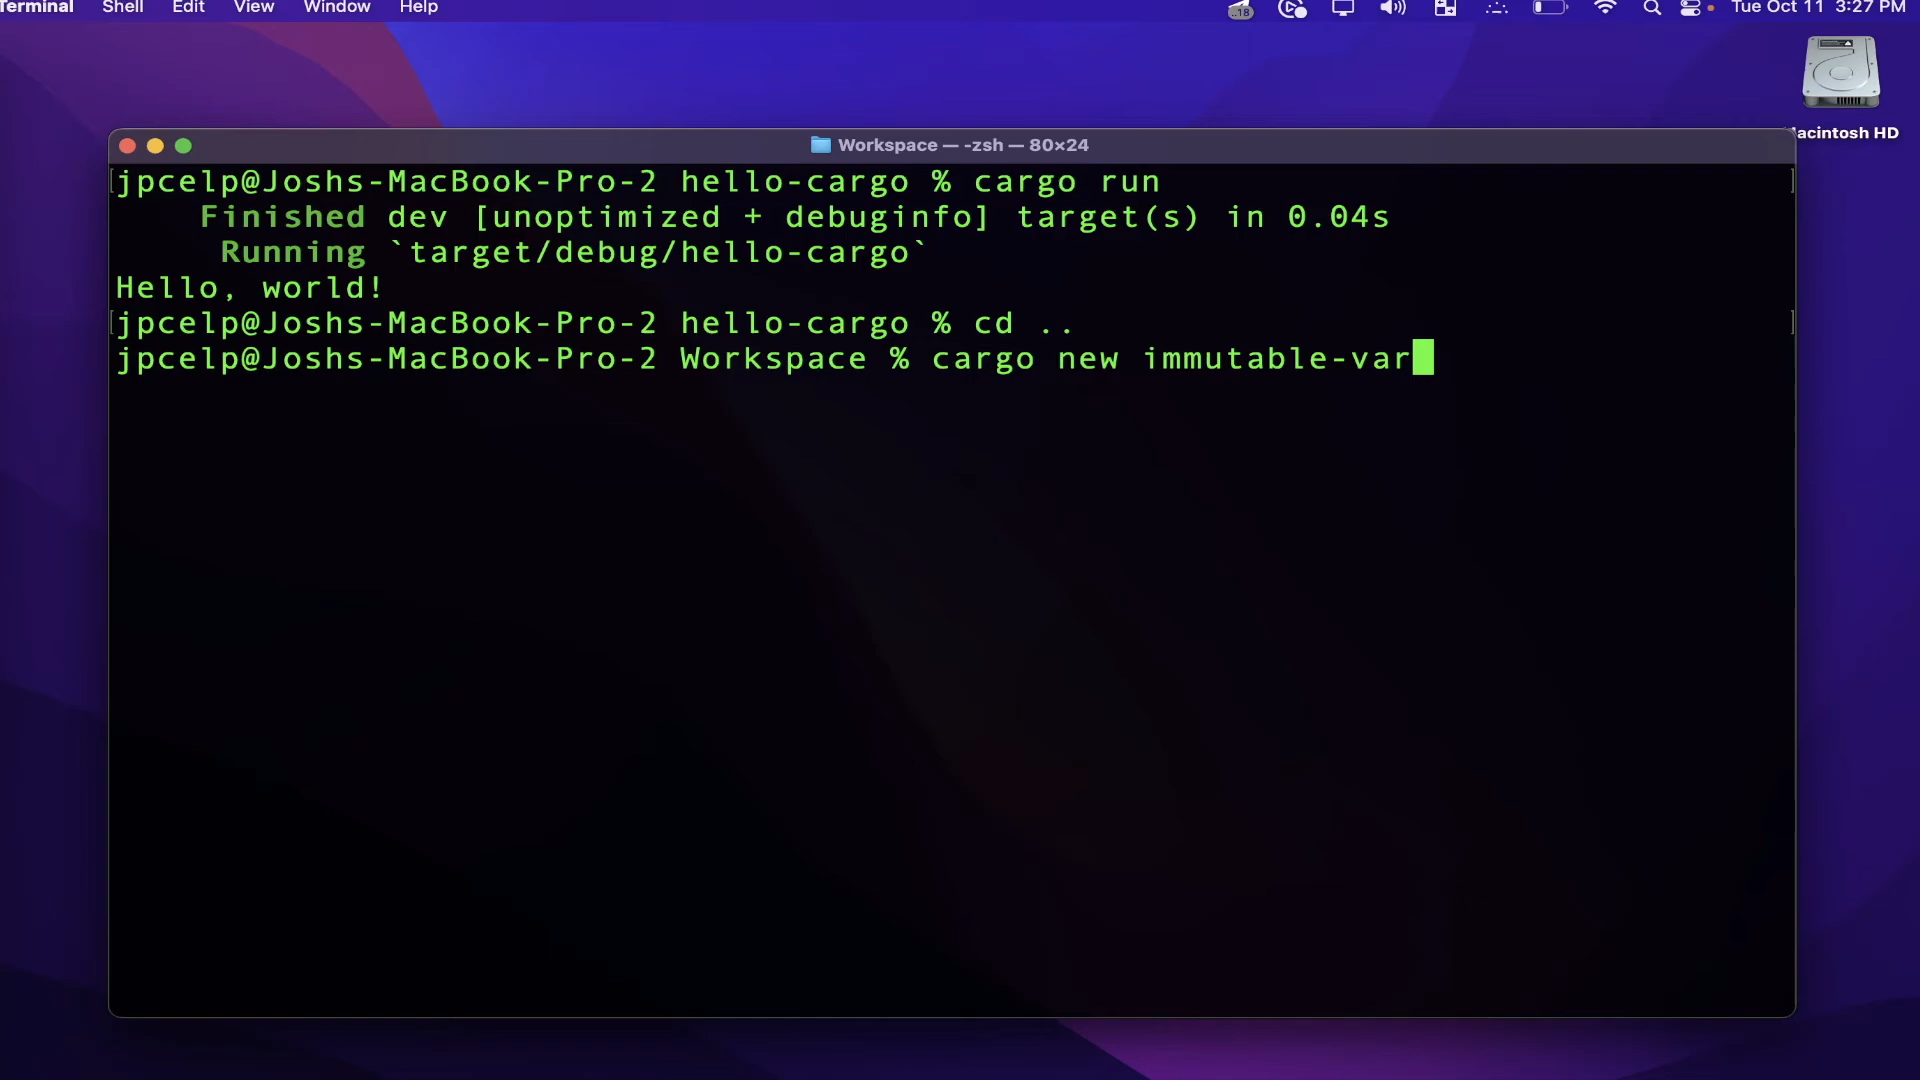 Terminal Shell Edit View Window Help ..18 Tue Oct 11 3:27 PM
Macintosh HD
Workspace — -zsh — 80×24
[jpcelp@Joshs-MacBook-Pro-2 hello-cargo % cargo run ]
Finished dev [unoptimized + debuginfo] target(s) in 0.04s
Running `target/debug/hello-cargo`
Hello, world!
[jpcelp@Joshs-MacBook-Pro-2 hello-cargo % cd .. ]
jpcelp@Joshs-MacBook-Pro-2 Workspace % cargo new immutable-var